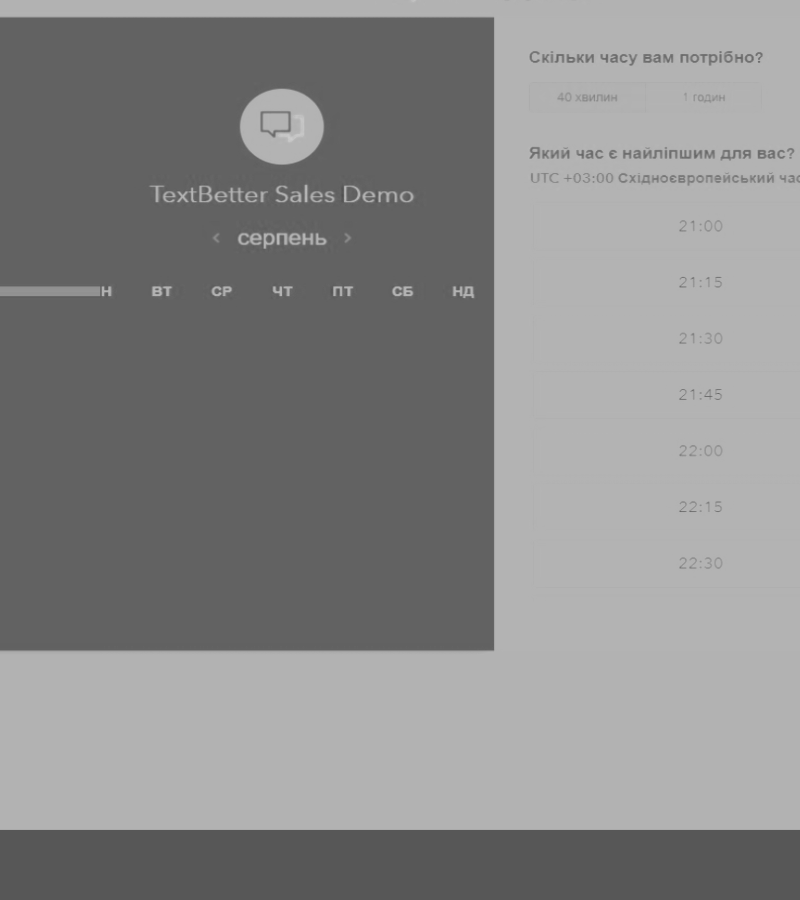 TextBetter Sales Demo
серпень
Н ВТ СР ЧТ ПТ СБ НД
Скільки часу вам потрібно?
40 хвилин 1 годин
Який час є найліпшим для вас?
UTC +03:00 Східноєвропейський час
21:00
21:15
21:30
21:45
22:00
22:15
22:30